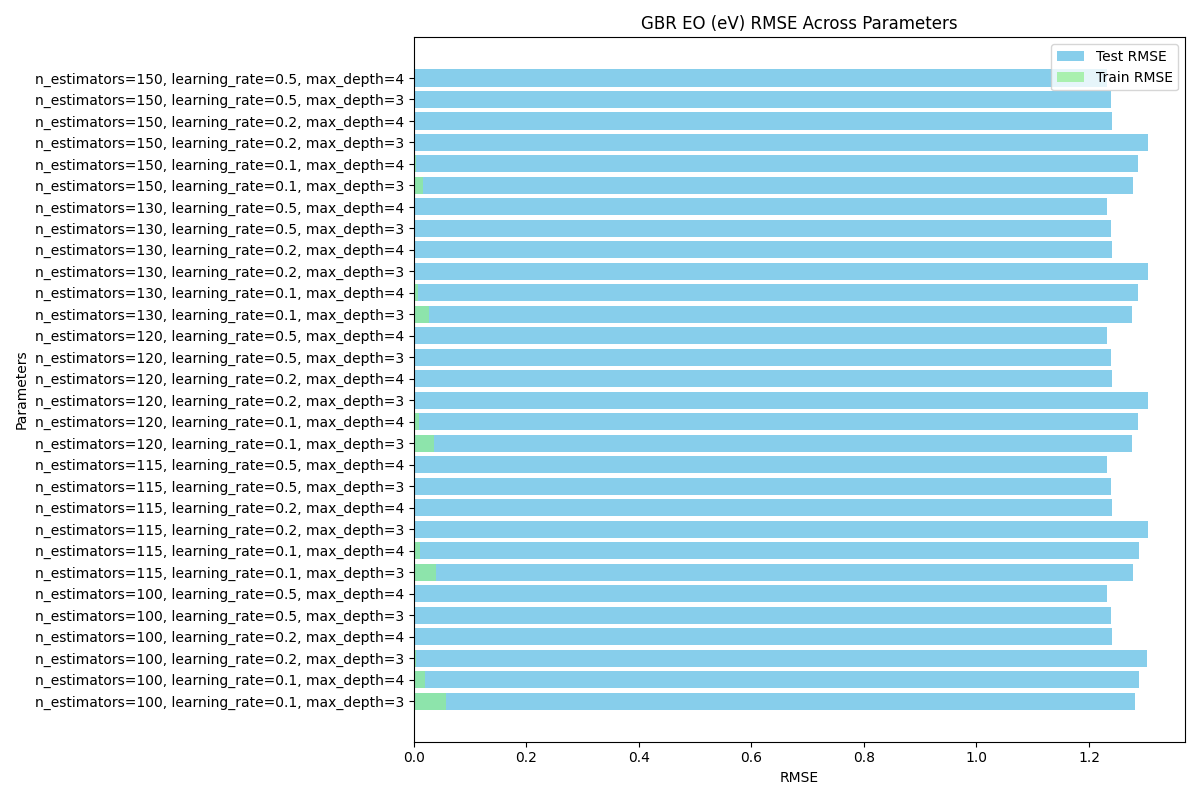 GBR EO (eV) RMSE Across Parameters
Test RMSE
Train RMSE
n_estimators=150, learning_rate=0.5, max_depth=4
n_estimators=150, learning_rate=0.5, max_depth=3
n_estimators=150, learning_rate=0.2, max_depth=4
n_estimators=150, learning_rate=0.2, max_depth=3
n_estimators=150, learning_rate=0.1, max_depth=4
n_estimators=150, learning_rate=0.1, max_depth=3
n_estimators=130, learning_rate=0.5, max_depth=4
n_estimators=130, learning_rate=0.5, max_depth=3
n_estimators=130, learning_rate=0.2, max_depth=4
n_estimators=130, learning_rate=0.2, max_depth=3
n_estimators=130, learning_rate=0.1, max_depth=4
n_estimators=130, learning_rate=0.1, max_depth=3
n_estimators=120, learning_rate=0.5, max_depth=4
n_estimators=120, learning_rate=0.5, max_depth=3
n_estimators=120, learning_rate=0.2, max_depth=4
n_estimators=120, learning_rate=0.2, max_depth=3
n_estimators=120, learning_rate=0.1, max_depth=4
n_estimators=120, learning_rate=0.1, max_depth=3
n_estimators=115, learning_rate=0.5, max_depth=4
n_estimators=115, learning_rate=0.5, max_depth=3
n_estimators=115, learning_rate=0.2, max_depth=4
n_estimators=115, learning_rate=0.2, max_depth=3
n_estimators=115, learning_rate=0.1, max_depth=4
n_estimators=115, learning_rate=0.1, max_depth=3
n_estimators=100, learning_rate=0.5, max_depth=4
n_estimators=100, learning_rate=0.5, max_depth=3
n_estimators=100, learning_rate=0.2, max_depth=4
n_estimators=100, learning_rate=0.2, max_depth=3
n_estimators=100, learning_rate=0.1, max_depth=4
n_estimators=100, learning_rate=0.1, max_depth=3
Parameters
0.0 0.2 0.4 0.6 0.8 1.0 1.2
RMSE